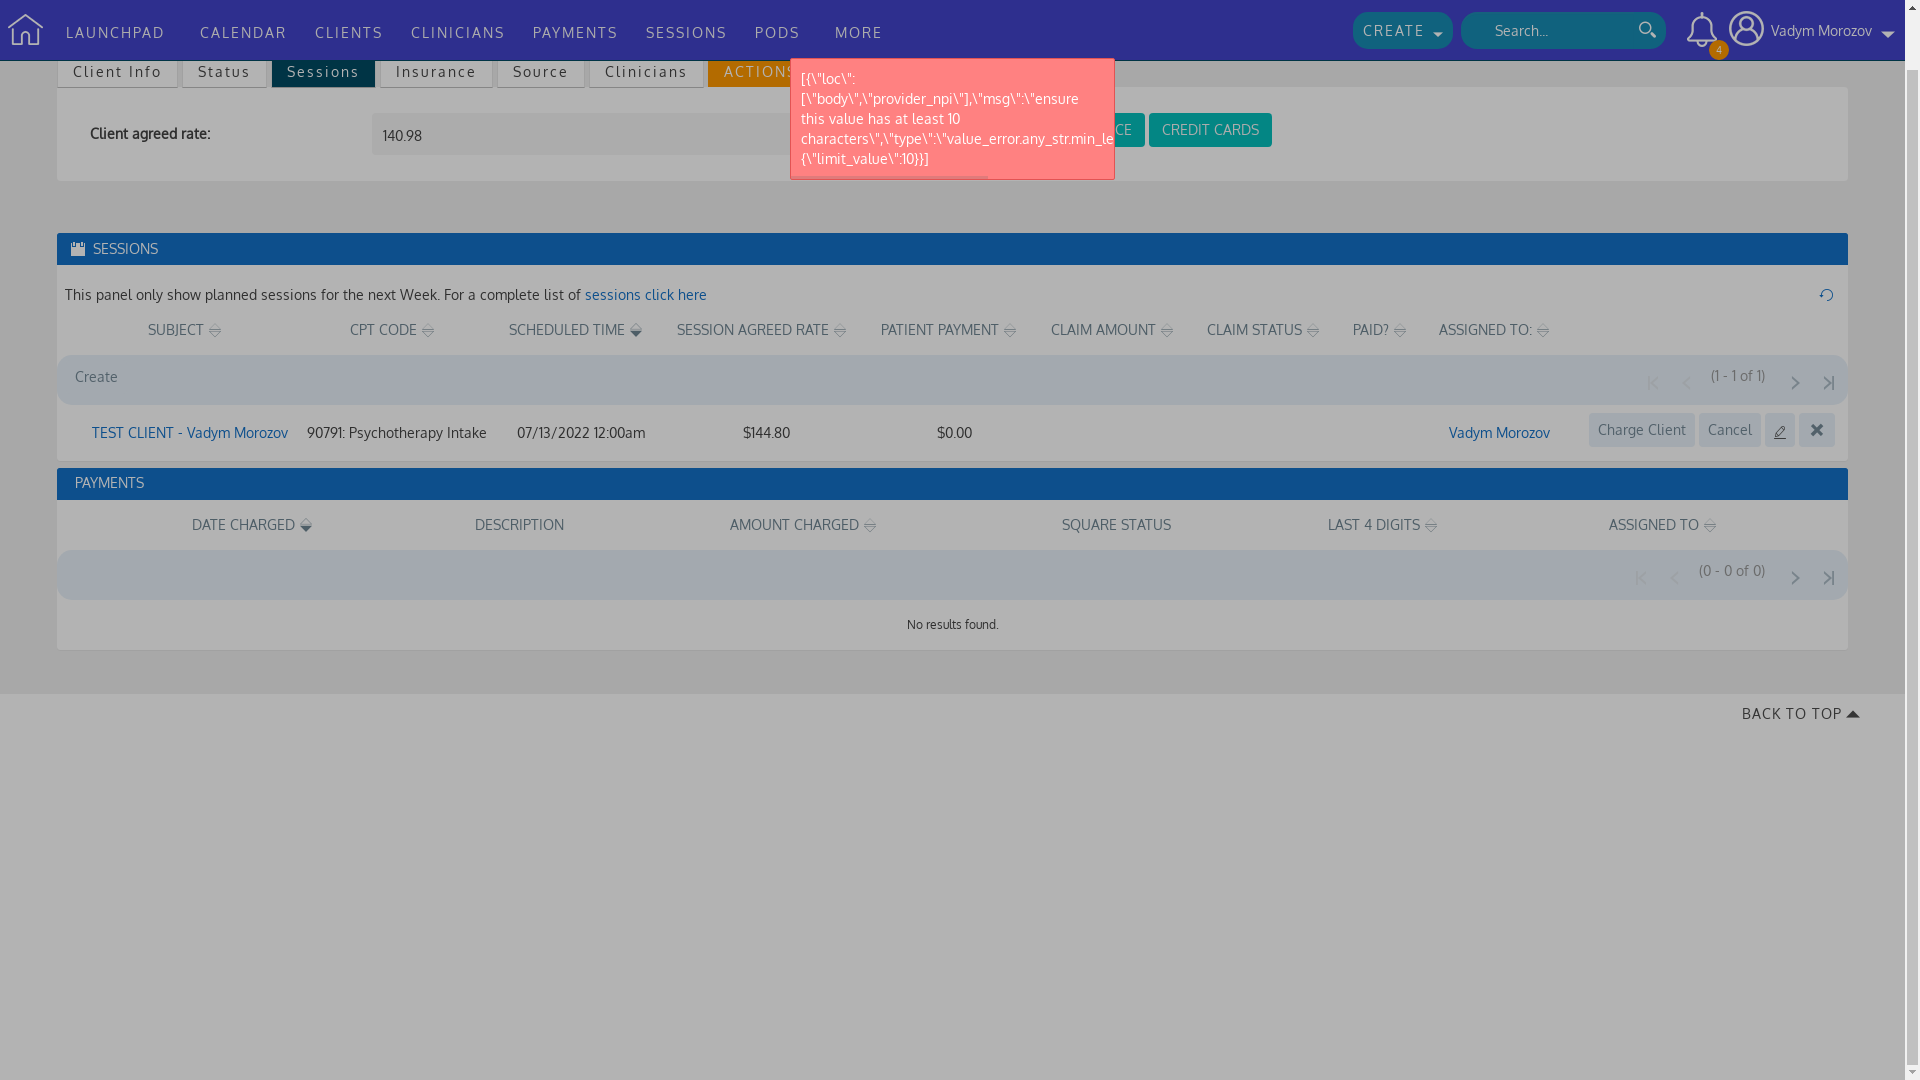 LAUNCHPAD CALENDAR CLIENTS CLINICIANS PAYMENTS SESSIONS PODS MORE CREATE Search... 4 Vadym Morozov
Client Info Status Sessions Insurance Source Clinicians ACTIONS
[{\"loc\":
[\"body\",\"provider_npi\"],\"msg\":\"ensure
this value has at least 10
characters\",\"type\":\"value_error.any_str.min_le
{\"limit_value\":10}}]
Client agreed rate: 140.98 CE CREDIT CARDS
SESSIONS
This panel only show planned sessions for the next Week. For a complete list of sessions click here
SUBJECT CPT CODE SCHEDULED TIME SESSION AGREED RATE PATIENT PAYMENT CLAIM AMOUNT CLAIM STATUS PAID? ASSIGNED TO:
Create (1 - 1 of 1)
TEST CLIENT - Vadym Morozov 90791: Psychotherapy Intake 07/13/2022 12:00am $144.80 $0.00 Vadym Morozov Charge Client Cancel
PAYMENTS
DATE CHARGED DESCRIPTION AMOUNT CHARGED SQUARE STATUS LAST 4 DIGITS ASSIGNED TO
(0 - 0 of 0)
No results found.
BACK TO TOP